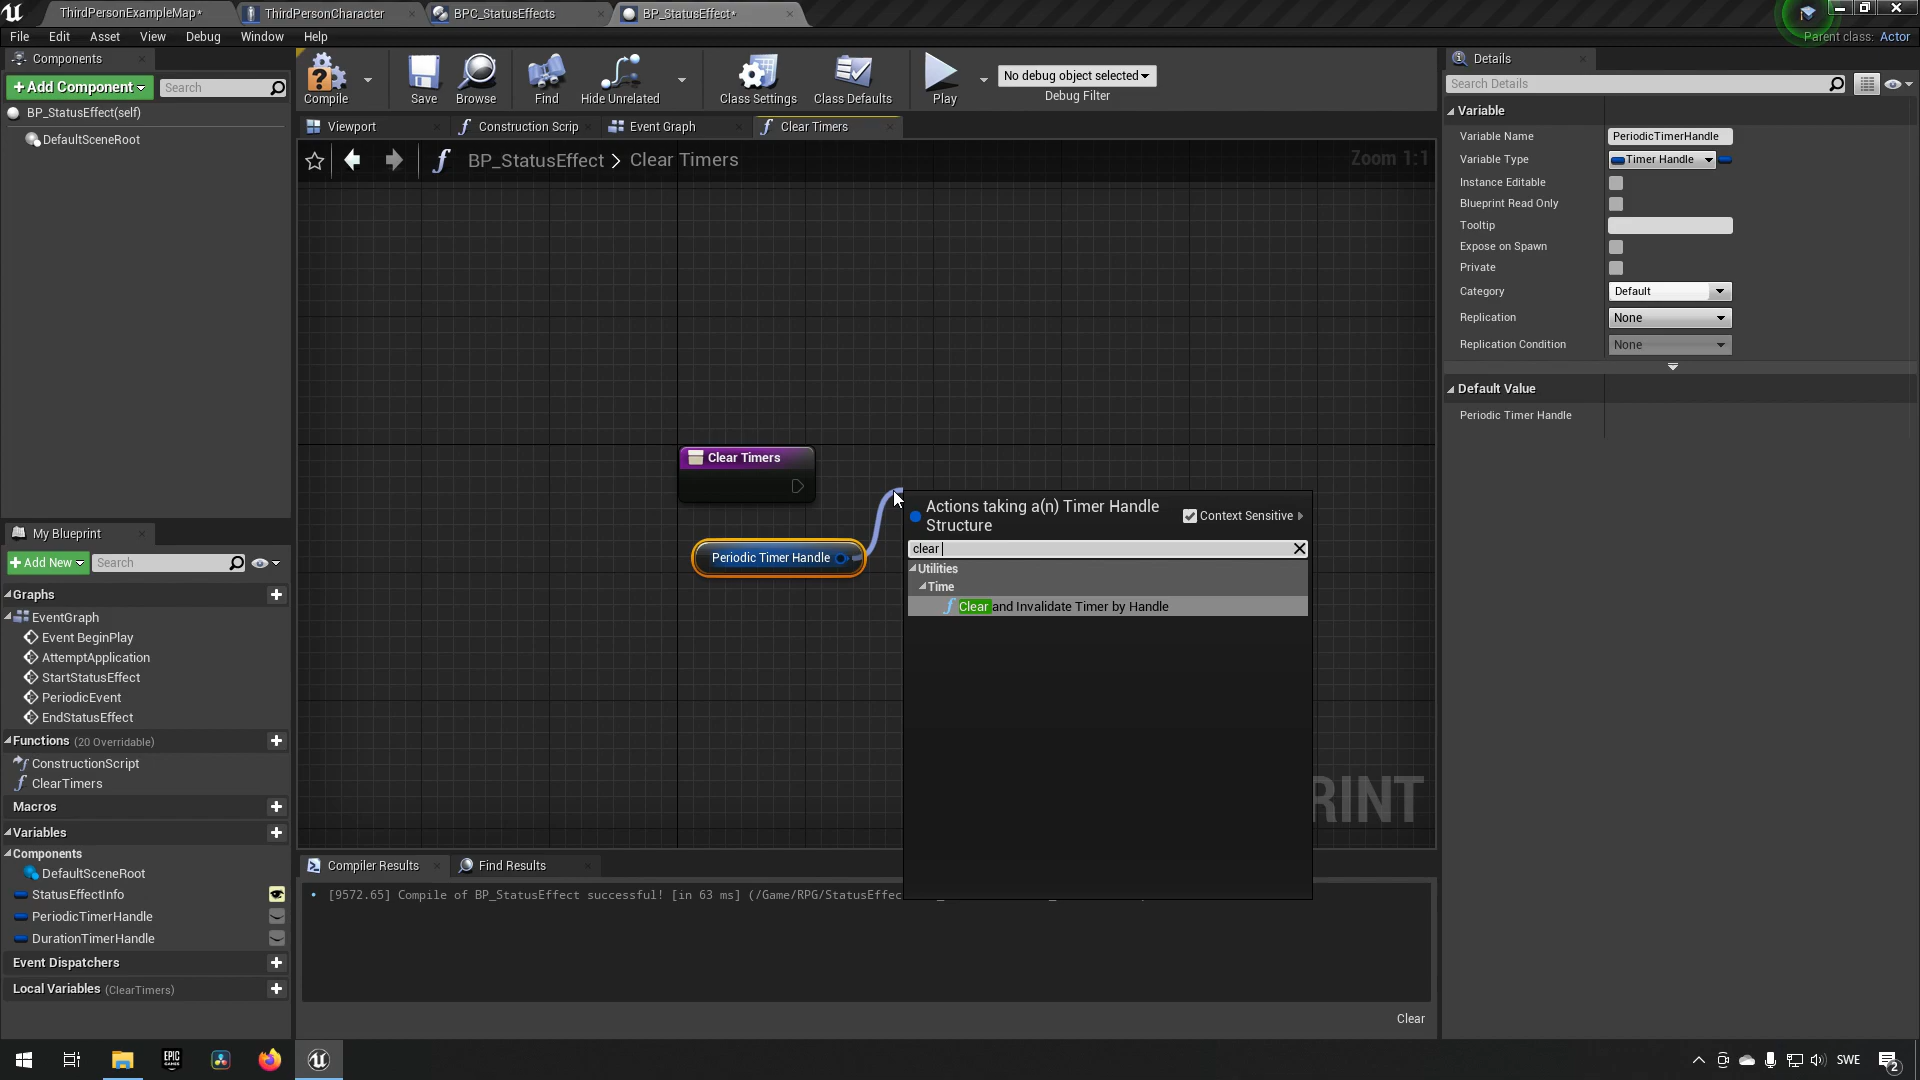 ThirdPersonExampleMap*
ThirdPersonCharacter
BPC_StatusEffects
BP_StatusEffect*
File Edit Asset View Debug Window Help
Parent class: Actor
Components
+Add Component
Search
BP_StatusEffect(self)
DefaultSceneRoot
Compile
Save
Browse
Find
Hide Unrelated
Class Settings
Class Defaults
Play
No debug object selected
Debug Filter
Viewport
Construction Scrip
Event Graph
Clear Timers
BP_StatusEffect > Clear Timers
Zoom 1:1
Clear Timers
Periodic Timer Handle
Actions taking a(n) Timer Handle
Structure
Context Sensitive
clear
Utilities
Time
Clear and Invalidate Timer by Handle
RINT
My Blueprint
+Add New
Search
Graphs
EventGraph
Event BeginPlay
AttemptApplication
StartStatusEffect
PeriodicEvent
EndStatusEffect
Functions (20 Overridable)
ConstructionScript
ClearTimers
Macros
Variables
Components
DefaultSceneRoot
StatusEffectInfo
PeriodicTimerHandle
DurationTimerHandle
Event Dispatchers
Local Variables (ClearTimers)
Compiler Results
Find Results
[9572.65] Compile of BP_StatusEffect successful! [in 63 ms] (/Game/RPG/StatusEffec
Clear
Details
Search Details
Variable
Variable Name PeriodicTimerHandle
Variable Type Timer Handle
Instance Editable
Blueprint Read Only
Tooltip
Expose on Spawn
Private
Category Default
Replication None
Replication Condition None
Default Value
Periodic Timer Handle
EPIC
GAMES
SWE
2